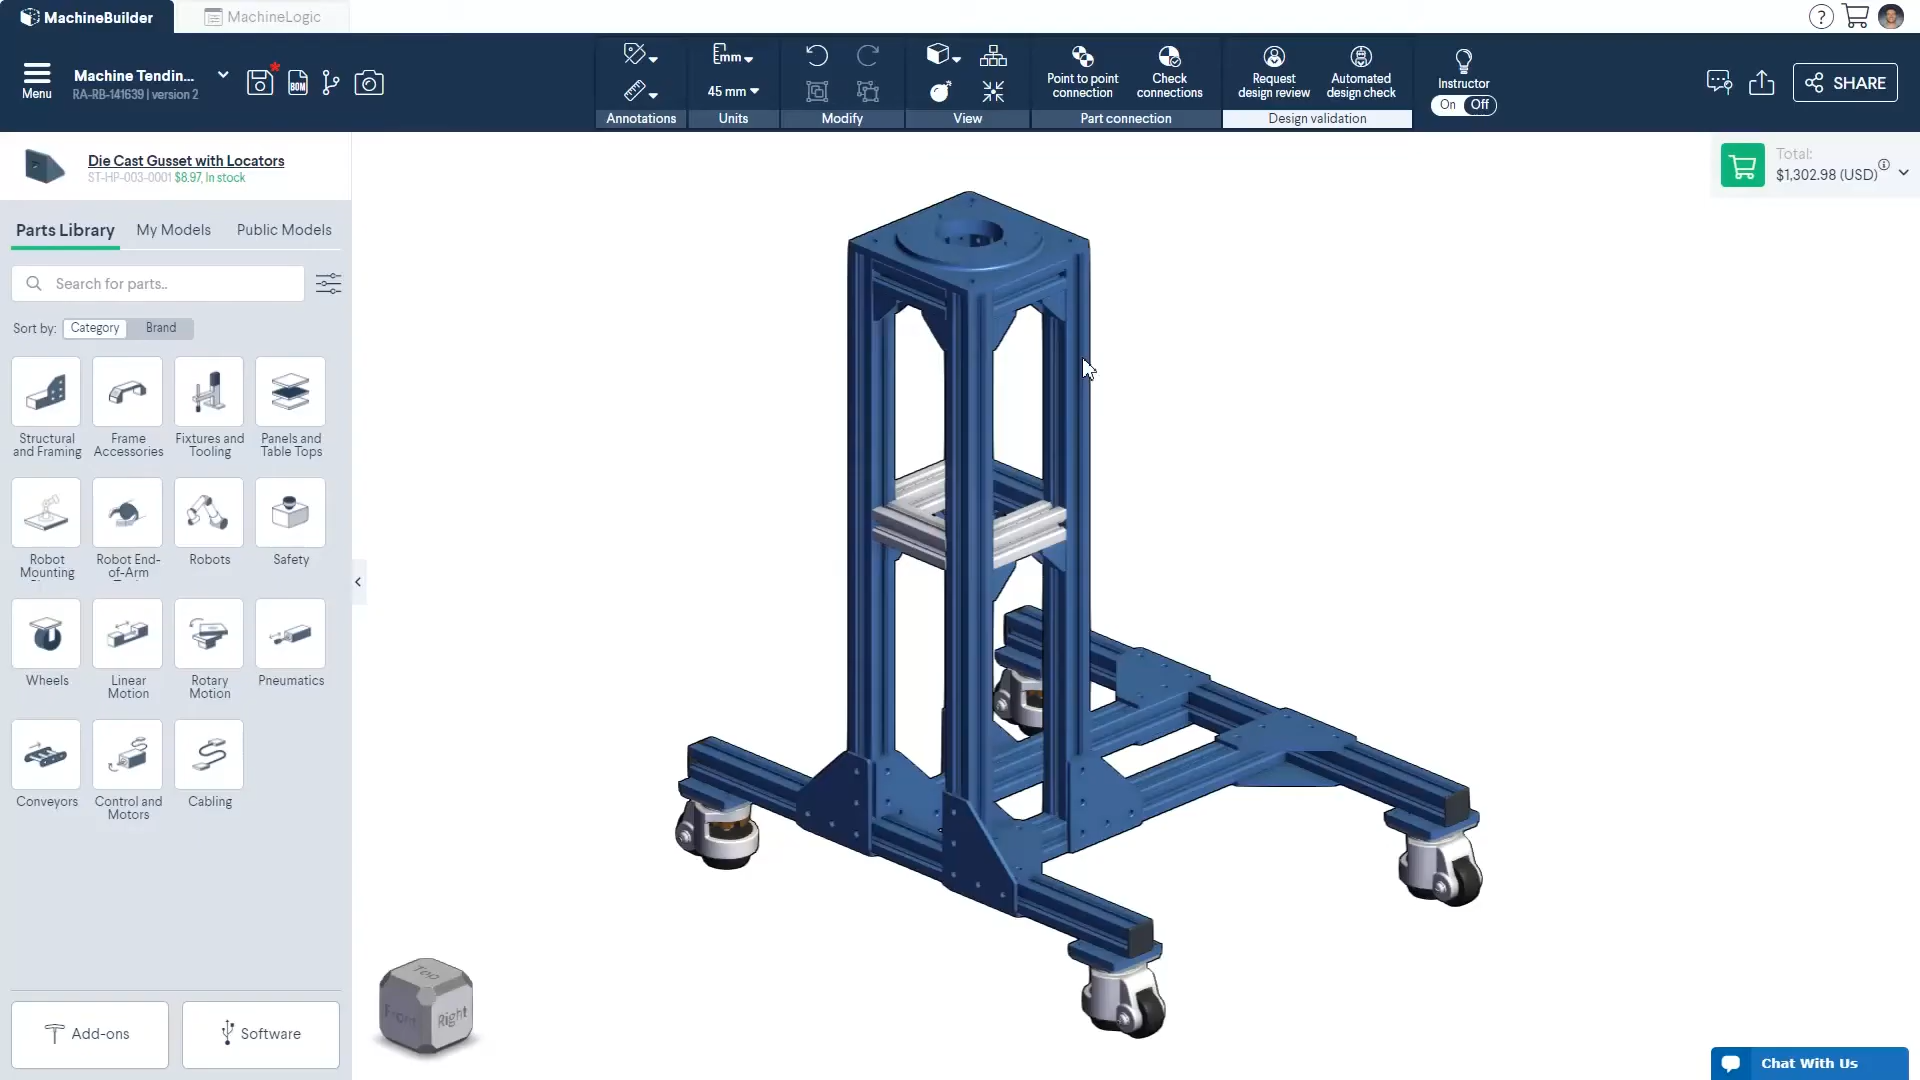 MachineBuilder
MachineLogic
?
Menu
Machine Tendin...
RA-RB-141639 | version 2
BOM
mm
45 mm
Point to point
connection
Check
connections
Request
design review
Automated
design check
Instructor
On Off
SHARE
Annotations
Units
Modify
View
Part connection
Design validation
Die Cast Gusset with Locators
ST-HP-003-0001 $8.97, In stock
Total:
$1,302.98 (USD)
Parts Library
My Models
Public Models
Search for parts..
Sort by:
Category
Brand
Structural
and Framing
Frame
Accessories
Fixtures and
Tooling
Panels and
Table Tops
Robot
Mounting
Robot End-
of-Arm
Robots
Safety
Wheels
Linear
Motion
Rotary
Motion
Pneumatics
Conveyors
Control and
Motors
Cabling
Top
Front
Right
Add-ons
Software
Chat With Us